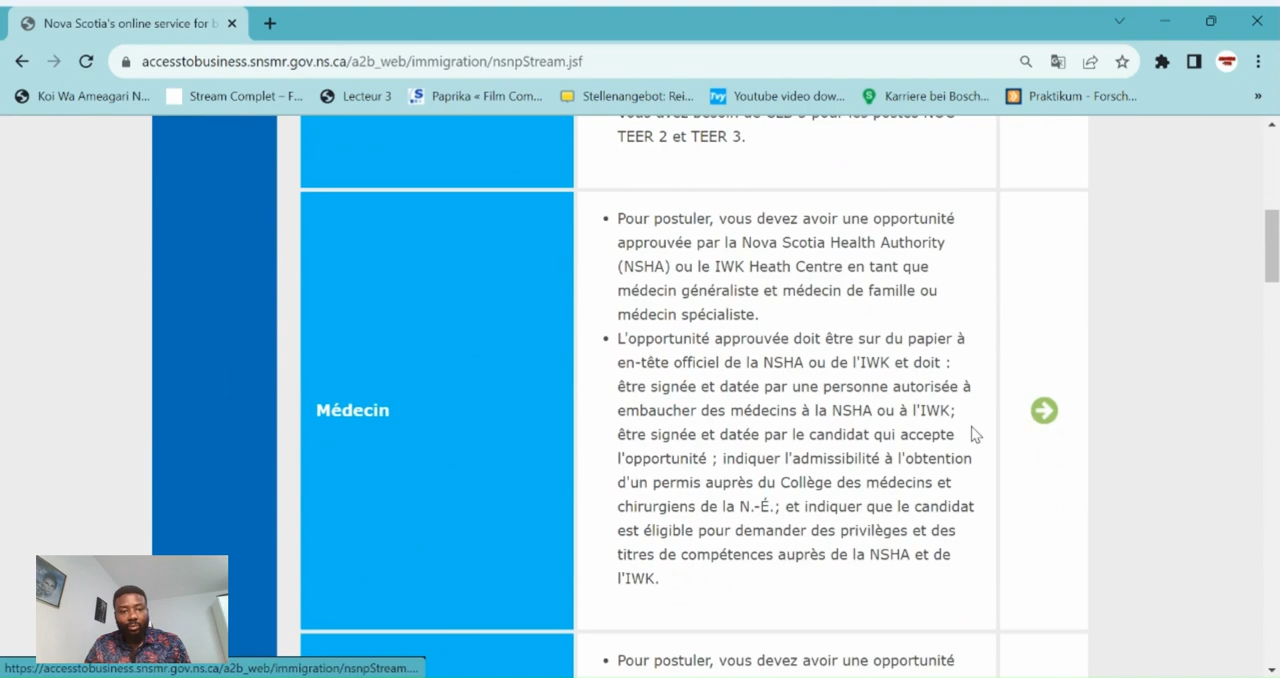 Nova Scotia's online service for b
accesstobusiness.snsmr.gov.ns.ca/a2b_web/immigration/nsnpStream.jsf
Koi Wa Ameagari N...
Stream Complet – F...
Lecteur 3
Paprika « Film Com...
Stellenangebot: Rei...
Youtube video dow...
Karriere bei Bosch...
Praktikum - Forsch...
»
TEER 2 et TEER 3.
Médecin
• Pour postuler, vous devez avoir une opportunité
approuvée par la Nova Scotia Health Authority
(NSHA) ou le IWK Heath Centre en tant que
médecin généraliste et médecin de famille ou
médecin spécialiste.
• L'opportunité approuvée doit être sur du papier à
en-tête officiel de la NSHA ou de l'IWK et doit :
être signée et datée par une personne autorisée à
embaucher des médecins à la NSHA ou à l'IWK;
être signée et datée par le candidat qui accepte
l'opportunité ; indiquer l'admissibilité à l'obtention
d'un permis auprès du Collège des médecins et
chirurgiens de la N.-É.; et indiquer que le candidat
est éligible pour demander des privilèges et des
titres de compétences auprès de la NSHA et de
l'IWK.
• Pour postuler, vous devez avoir une opportunité
https://accesstobusiness.snsmr.gov.ns.ca/a2b_web/immigration/nsnpStream....